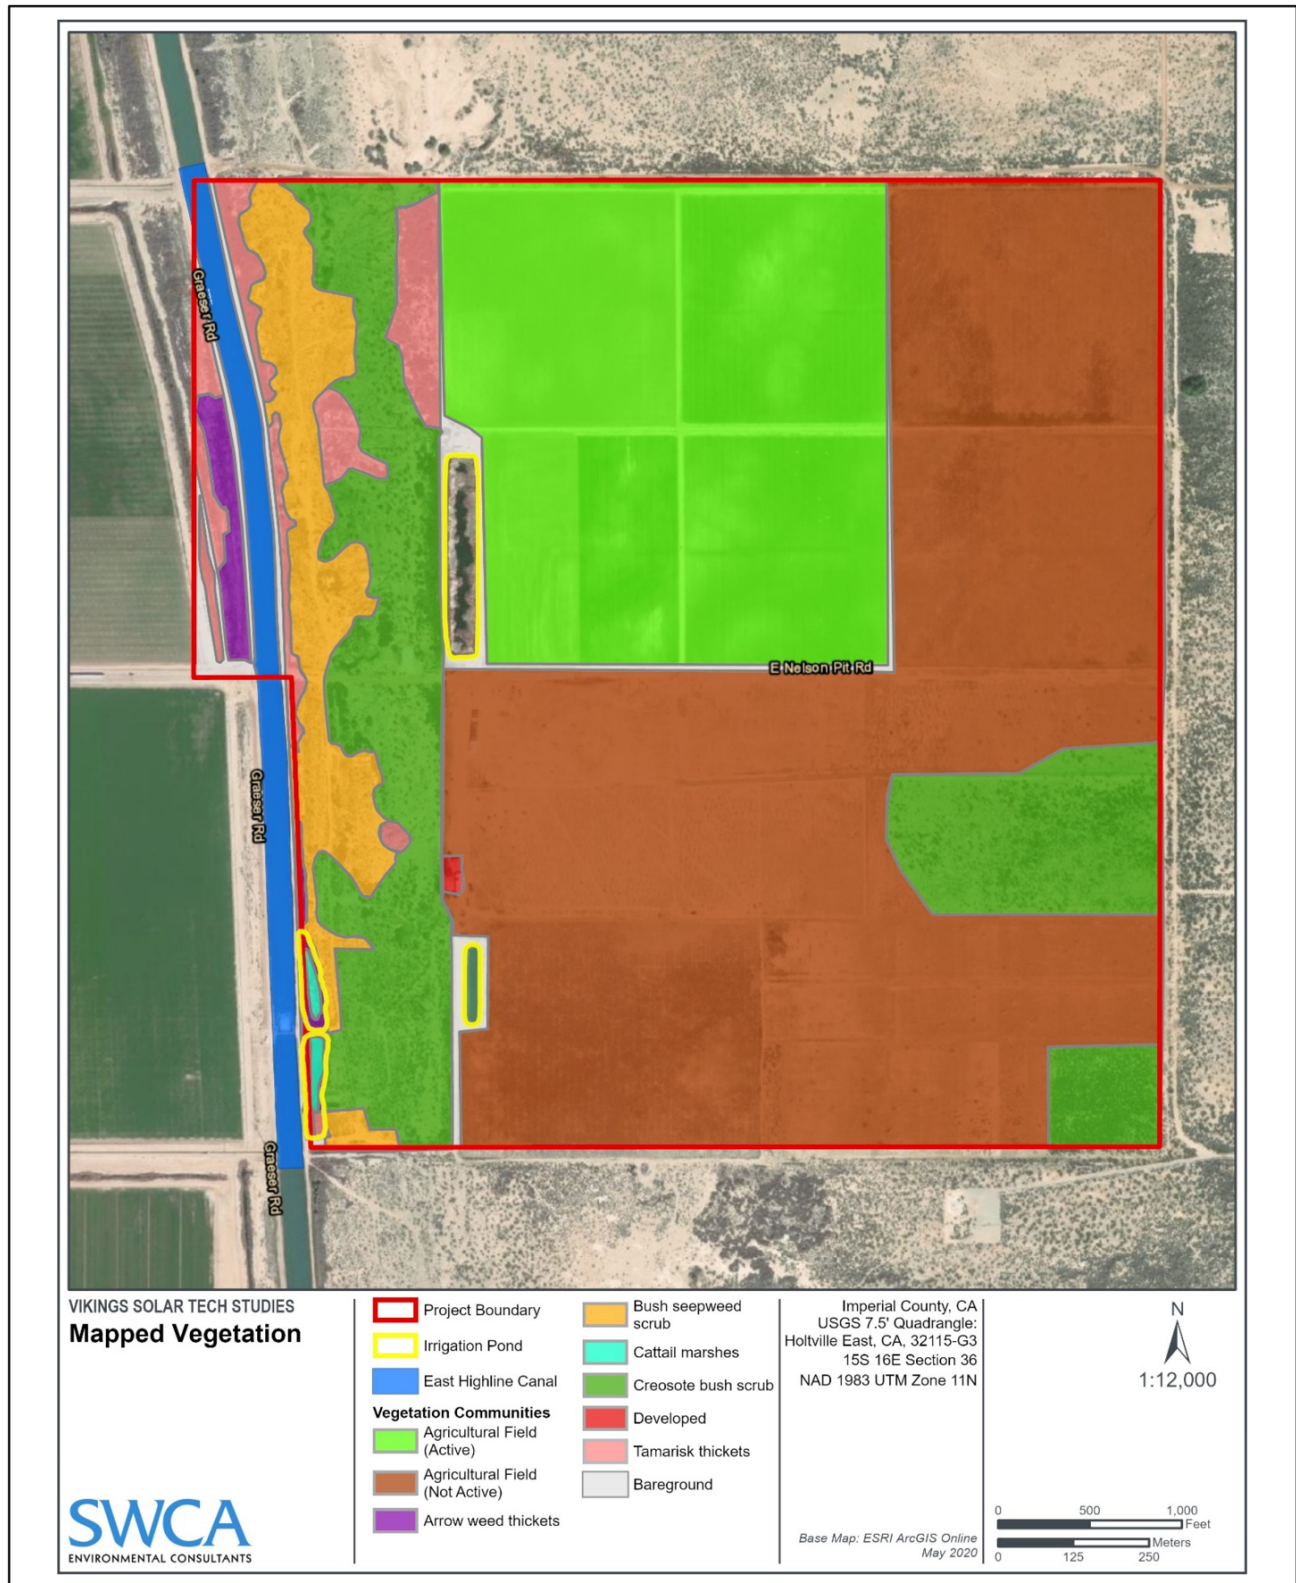 Graeser Rd
E Nelson Pit Rd
Graeser Rd
Graeser Rd
VIKINGS SOLAR TECH STUDIES
Mapped Vegetation
SWCA
ENVIRONMENTAL CONSULTANTS
Project Boundary
Irrigation Pond
East Highline Canal
Vegetation Communities
Agricultural Field
(Active)
Agricultural Field
(Not Active)
Arrow weed thickets
Bush seepweed
scrub
Cattail marshes
Creosote bush scrub
Developed
Tamarisk thickets
Bareground
Imperial County, CA
USGS 7.5' Quadrangle:
Holtville East, CA, 32115-G3
15S 16E Section 36
NAD 1983 UTM Zone 11N
Base Map: ESRI ArcGIS Online
May 2020
N
1:12,000
0 500 1,000
Feet
Meters
0 125 250